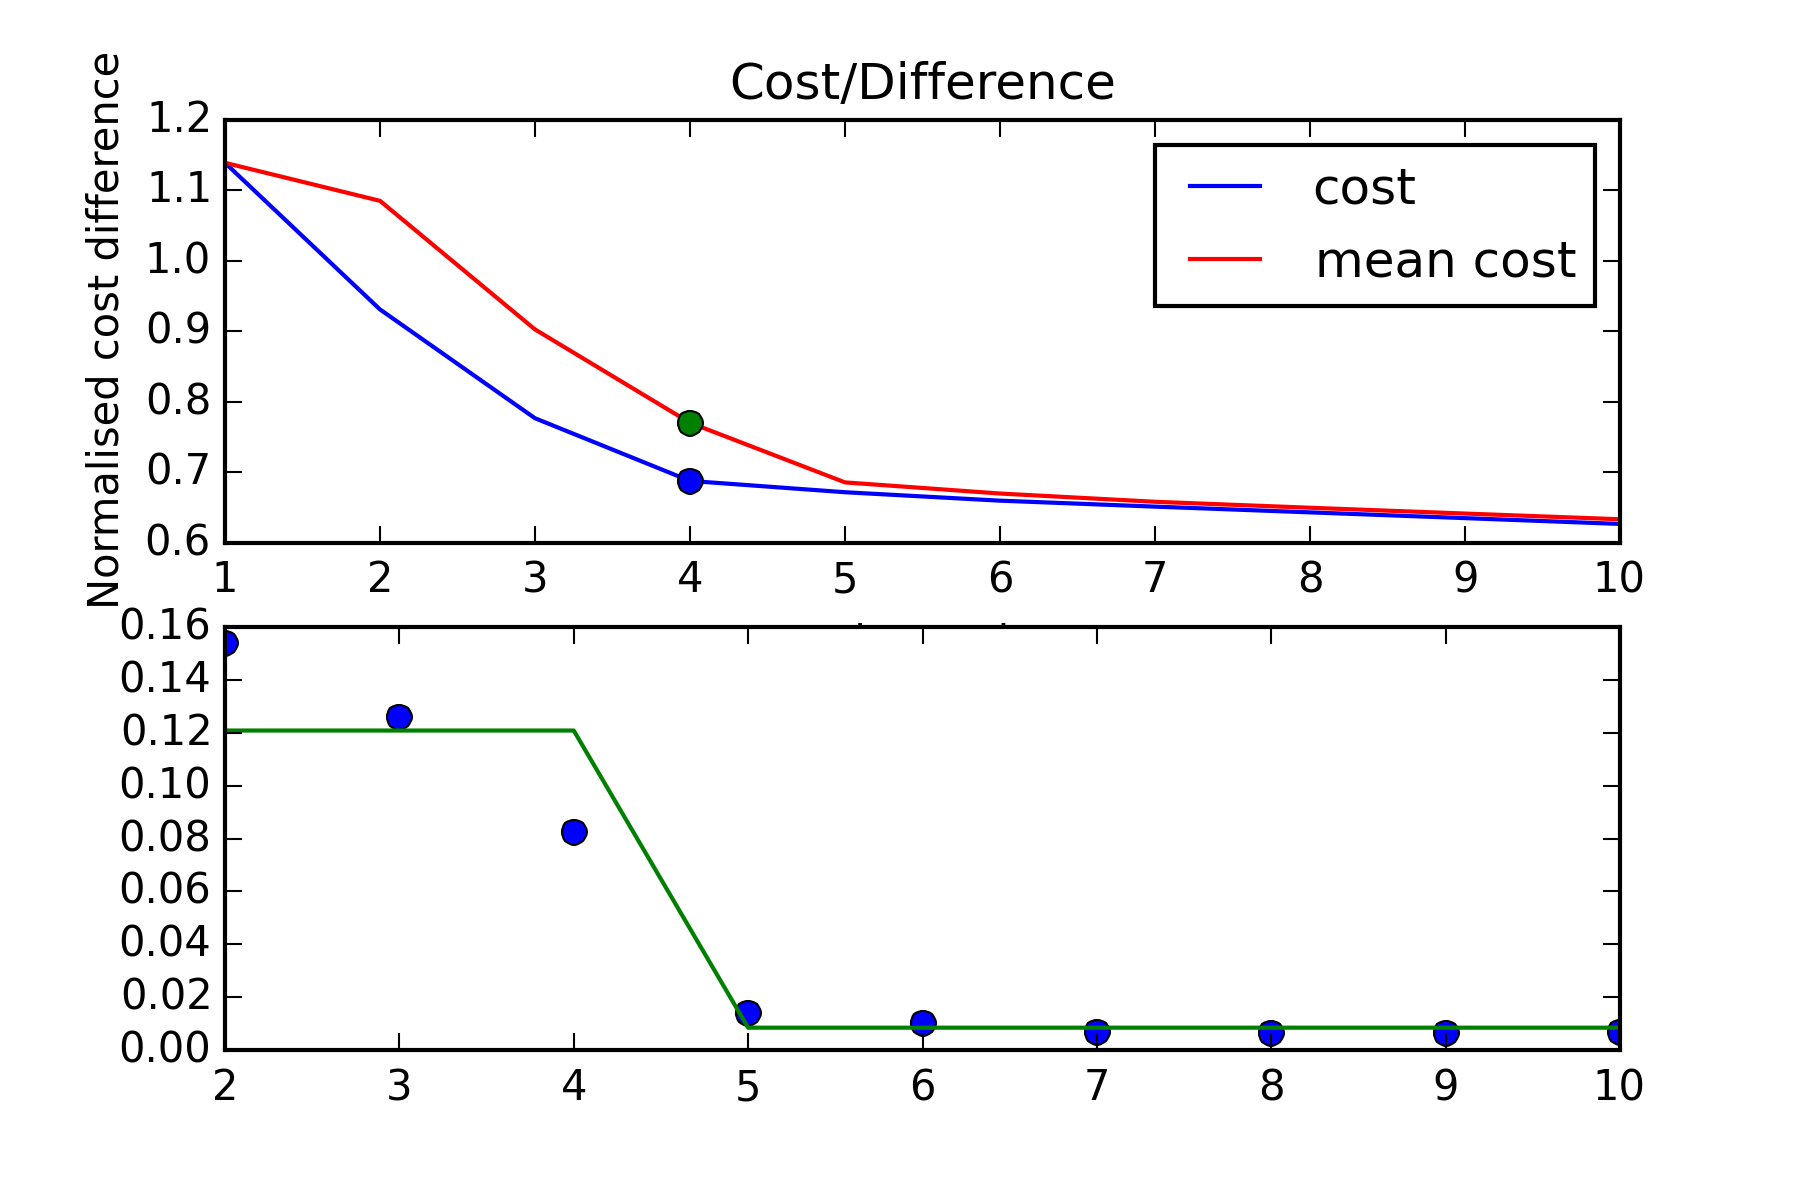 Cost/Difference
Normalised cost difference
1.2
1.1
1.0
0.9
0.8
0.7
0.6
cost
mean cost
1 2 3 4 5 6 7 8 9 10
0.16
0.14
0.12
0.10
0.08
0.06
0.04
0.02
0.00
2 3 4 5 6 7 8 9 10